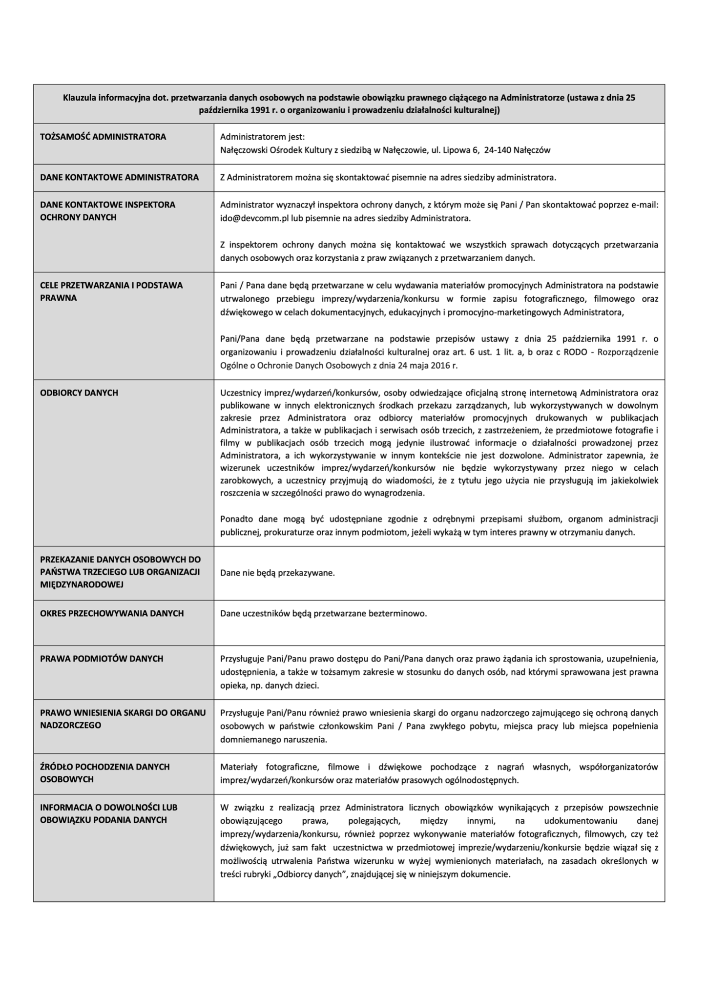 Klauzula informacyjna dot. przetwarzania danych osobowych na podstawie obowiązku prawnego ciążącego na Administratorze (ustawa z dnia 25
października 1991 r. o organizowaniu i prowadzeniu działalności kulturalnej)
TOŻSAMOŚĆ ADMINISTRATORA
Administratorem jest:
Nałęczowski Ośrodek Kultury z siedzibą w Nałęczowie, ul. Lipowa 6, 24-140 Nałęczów
DANE KONTAKTOWE ADMINISTRATORA
Z Administratorem można się skontaktować pisemnie na adres siedziby administratora.
DANE KONTAKTOWE INSPEKTORA
OCHRONY DANYCH
Administrator wyznaczył inspektora ochrony danych, z którym może się Pani / Pan skontaktować poprzez e-mail:
ido@devcomm.pl lub pisemnie na adres siedziby Administratora.
Z inspektorem ochrony danych można się kontaktować we wszystkich sprawach dotyczących przetwarzania
danych osobowych oraz korzystania z praw związanych z przetwarzaniem danych.
CELE PRZETWARZANIA I PODSTAWA
PRAWNA
Pani / Pana dane będą przetwarzane w celu wydawania materiałów promocyjnych Administratora na podstawie
utrwalonego przebiegu imprezy/wydarzenia/konkursu w formie zapisu fotograficznego, filmowego oraz
dźwiękowego w celach dokumentacyjnych, edukacyjnych i promocyjno-marketingowych Administratora,
Pani/Pana dane będą przetwarzane na podstawie przepisów ustawy z dnia 25 października 1991 r. o
organizowaniu i prowadzeniu działalności kulturalnej oraz art. 6 ust. 1 lit. a, b oraz c RODO - Rozporządzenie
Ogólne o Ochronie Danych Osobowych z dnia 24 maja 2016 r.
ODBIORCY DANYCH
Uczestnicy imprez/wydarzeń/konkursów, osoby odwiedzające oficjalną stronę internetową Administratora oraz
publikowane w innych elektronicznych środkach przekazu zarządzanych, lub wykorzystywanych w dowolnym
zakresie przez Administratora oraz odbiorcy materiałów promocyjnych drukowanych w publikacjach
Administratora, a także w publikacjach i serwisach osób trzecich, z zastrzeżeniem, że przedmiotowe fotografie i
filmy w publikacjach osób trzecich mogą jedynie ilustrować informacje o działalności prowadzonej przez
Administratora, a ich wykorzystywanie w innym kontekście nie jest dozwolone. Administrator zapewnia, że
wizerunek uczestników imprez/wydarzeń/konkursów nie będzie wykorzystywany przez niego w celach
zarobkowych, a uczestnicy przyjmują do wiadomości, że z tytułu jego użycia nie przysługują im jakiekolwiek
roszczenia w szczególności prawo do wynagrodzenia.
Ponadto dane mogą być udostępniane zgodnie z odrębnymi przepisami służbom, organom administracji
publicznej, prokuraturze oraz innym podmiotom, jeżeli wykażą w tym interes prawny w otrzymaniu danych.
PRZEKAZANIE DANYCH OSOBOWYCH DO
PAŃSTWA TRZECIEGO LUB ORGANIZACJI
MIĘDZYNARODOWEJ
Dane nie będą przekazywane.
OKRES PRZECHOWYWANIA DANYCH
Dane uczestników będą przetwarzane bezterminowo.
PRAWA PODMIOTÓW DANYCH
Przysługuje Pani/Panu prawo dostępu do Pani/Pana danych oraz prawo żądania ich sprostowania, uzupełnienia,
udostępnienia, a także w tożsamym zakresie w stosunku do danych osób, nad którymi sprawowana jest prawna
opieka, np. danych dzieci.
PRAWO WNIESIENIA SKARGI DO ORGANU
NADZORCZEGO
Przysługuje Pani/Panu również prawo wniesienia skargi do organu nadzorczego zajmującego się ochroną danych
osobowych w państwie członkowskim Pani / Pana zwykłego pobytu, miejsca pracy lub miejsca popełnienia
domniemanego naruszenia.
ŹRÓDŁO POCHODZENIA DANYCH
OSOBOWYCH
Materiały fotograficzne, filmowe i dźwiękowe pochodzące z nagrań własnych, współorganizatorów
imprez/wydarzeń/konkursów oraz materiałów prasowych ogólnodostępnych.
INFORMACJA O DOWOLNOŚCI LUB
OBOWIĄZKU PODANIA DANYCH
W związku z realizacją przez Administratora licznych obowiązków wynikających z przepisów powszechnie
obowiązującego prawa, polegających, między innymi, na udokumentowaniu danej
imprezy/wydarzenia/konkursu, również poprzez wykonywanie materiałów fotograficznych, filmowych, czy też
dźwiękowych, już sam fakt uczestnictwa w przedmiotowej imprezie/wydarzeniu/konkursie będzie wiązał się z
możliwością utrwalenia Państwa wizerunku w wyżej wymienionych materiałach, na zasadach określonych w
treści rubryki „Odbiorcy danych”, znajdującej się w niniejszym dokumencie.